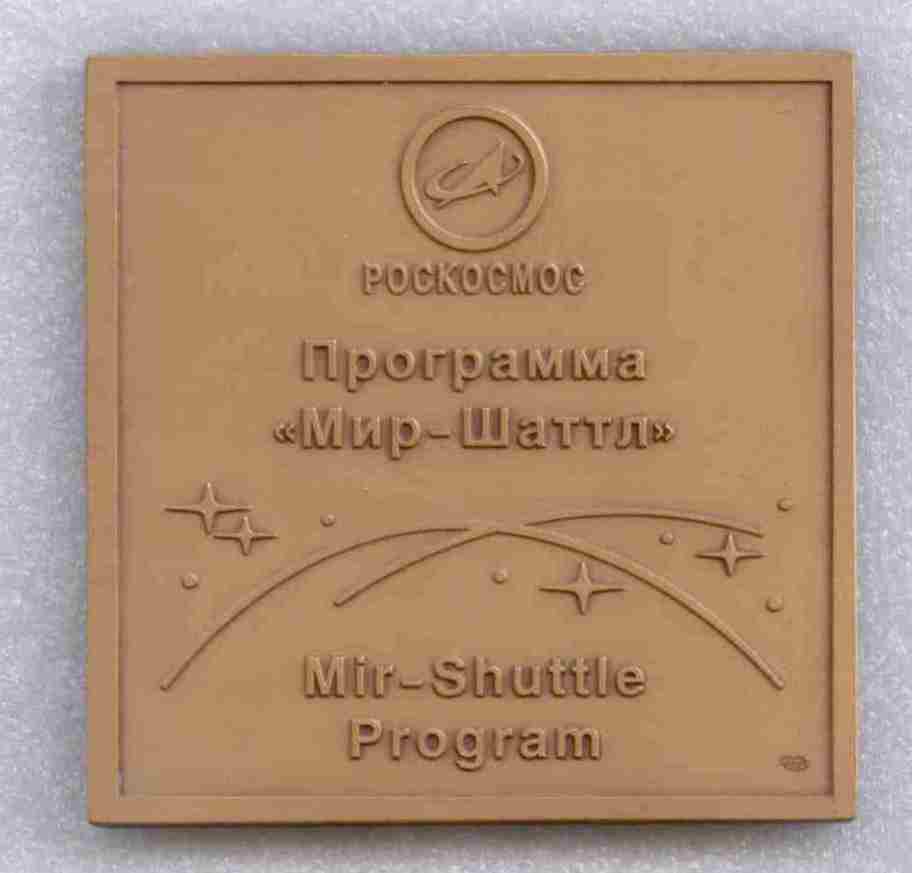 РОСКОСМОС
Программа
«Мир-Шаттл»
Mir-Shuttle
Program